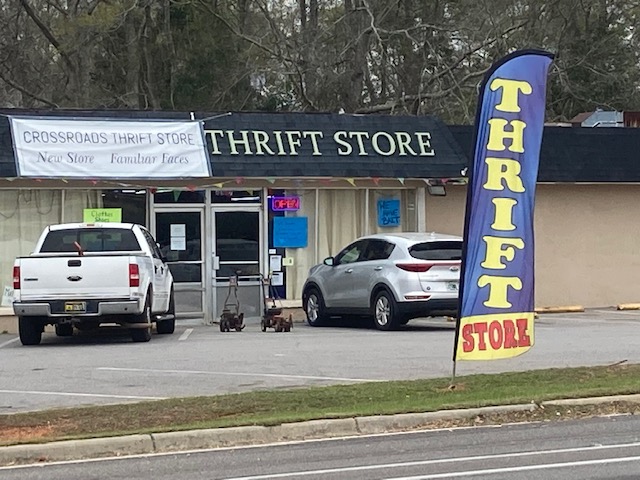 CROSSROADS THRIFT STORE
New Store Familiar Faces
THRIFT STORE
OPEN
THRIFT
STORE